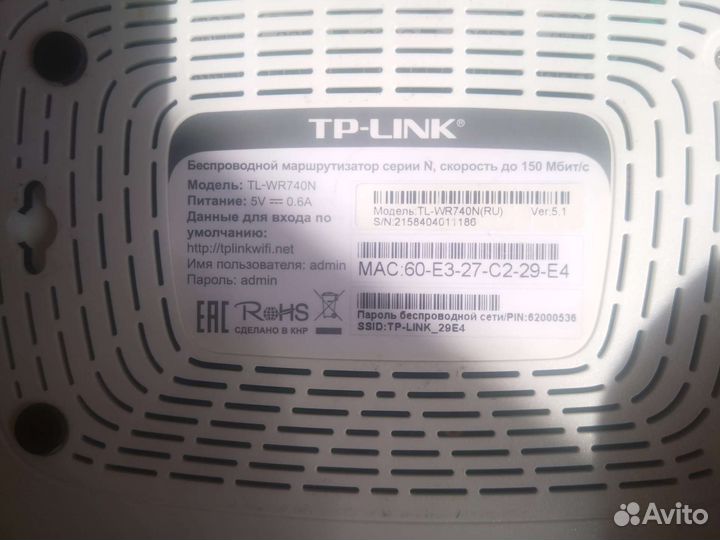 TP-LINK®
Беспроводной маршрутизатор серии N, скорость до 150 Мбит/с
Модель: TL-WR740N
Питание: 5V ⎓ 0.6A
Данные для входа по
умолчанию:
http://tplinkwifi.net
Имя пользователя: admin
Пароль: admin
Модель:TL-WR740N(RU) Ver:5.1
S/N:2158404011186
MAC:60-E3-27-C2-29-E4
Пароль беспроводной сети/PIN:62000536
SSID:TP-LINK_29E4
EAC RoHS
СДЕЛАНО В КНР
Avito